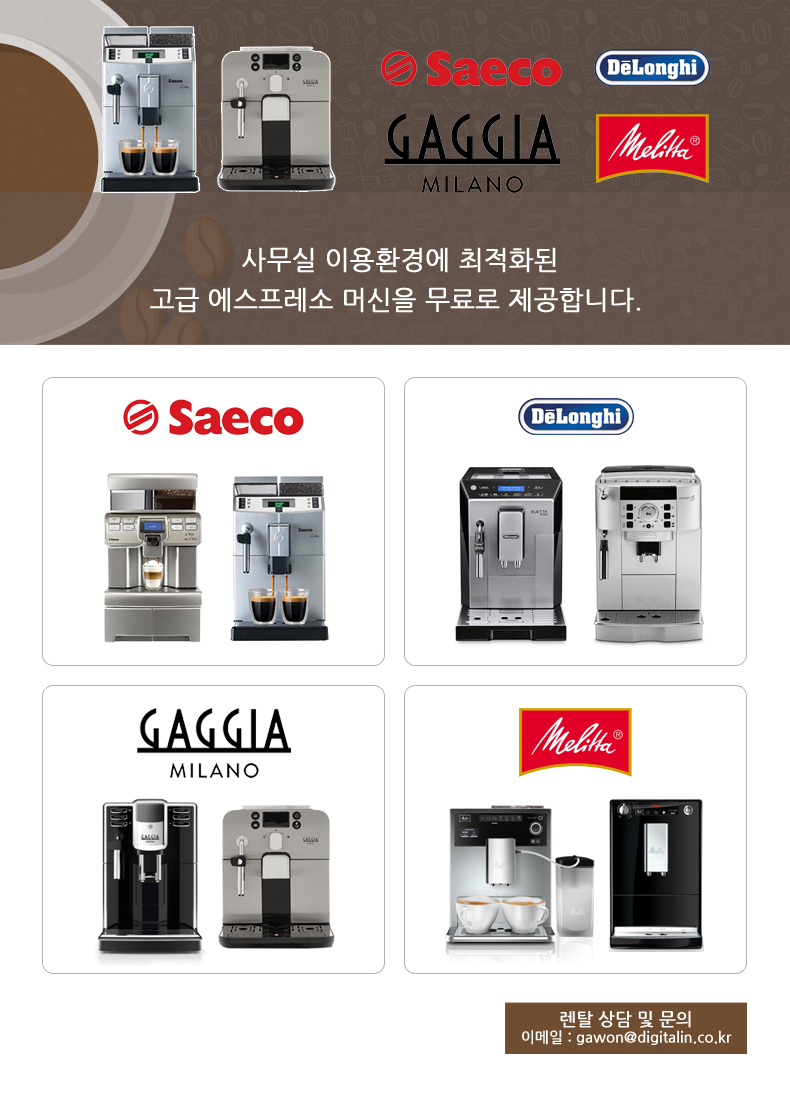 Saeco
DeLonghi
GAGGIA
MILANO
Melitta®
사무실 이용환경에 최적화된
고급 에스프레소 머신을 무료로 제공합니다.
Saeco
DeLonghi
GAGGIA
MILANO
Melitta®
렌탈 상담 및 문의
이메일 : gawon@digitalin.co.kr